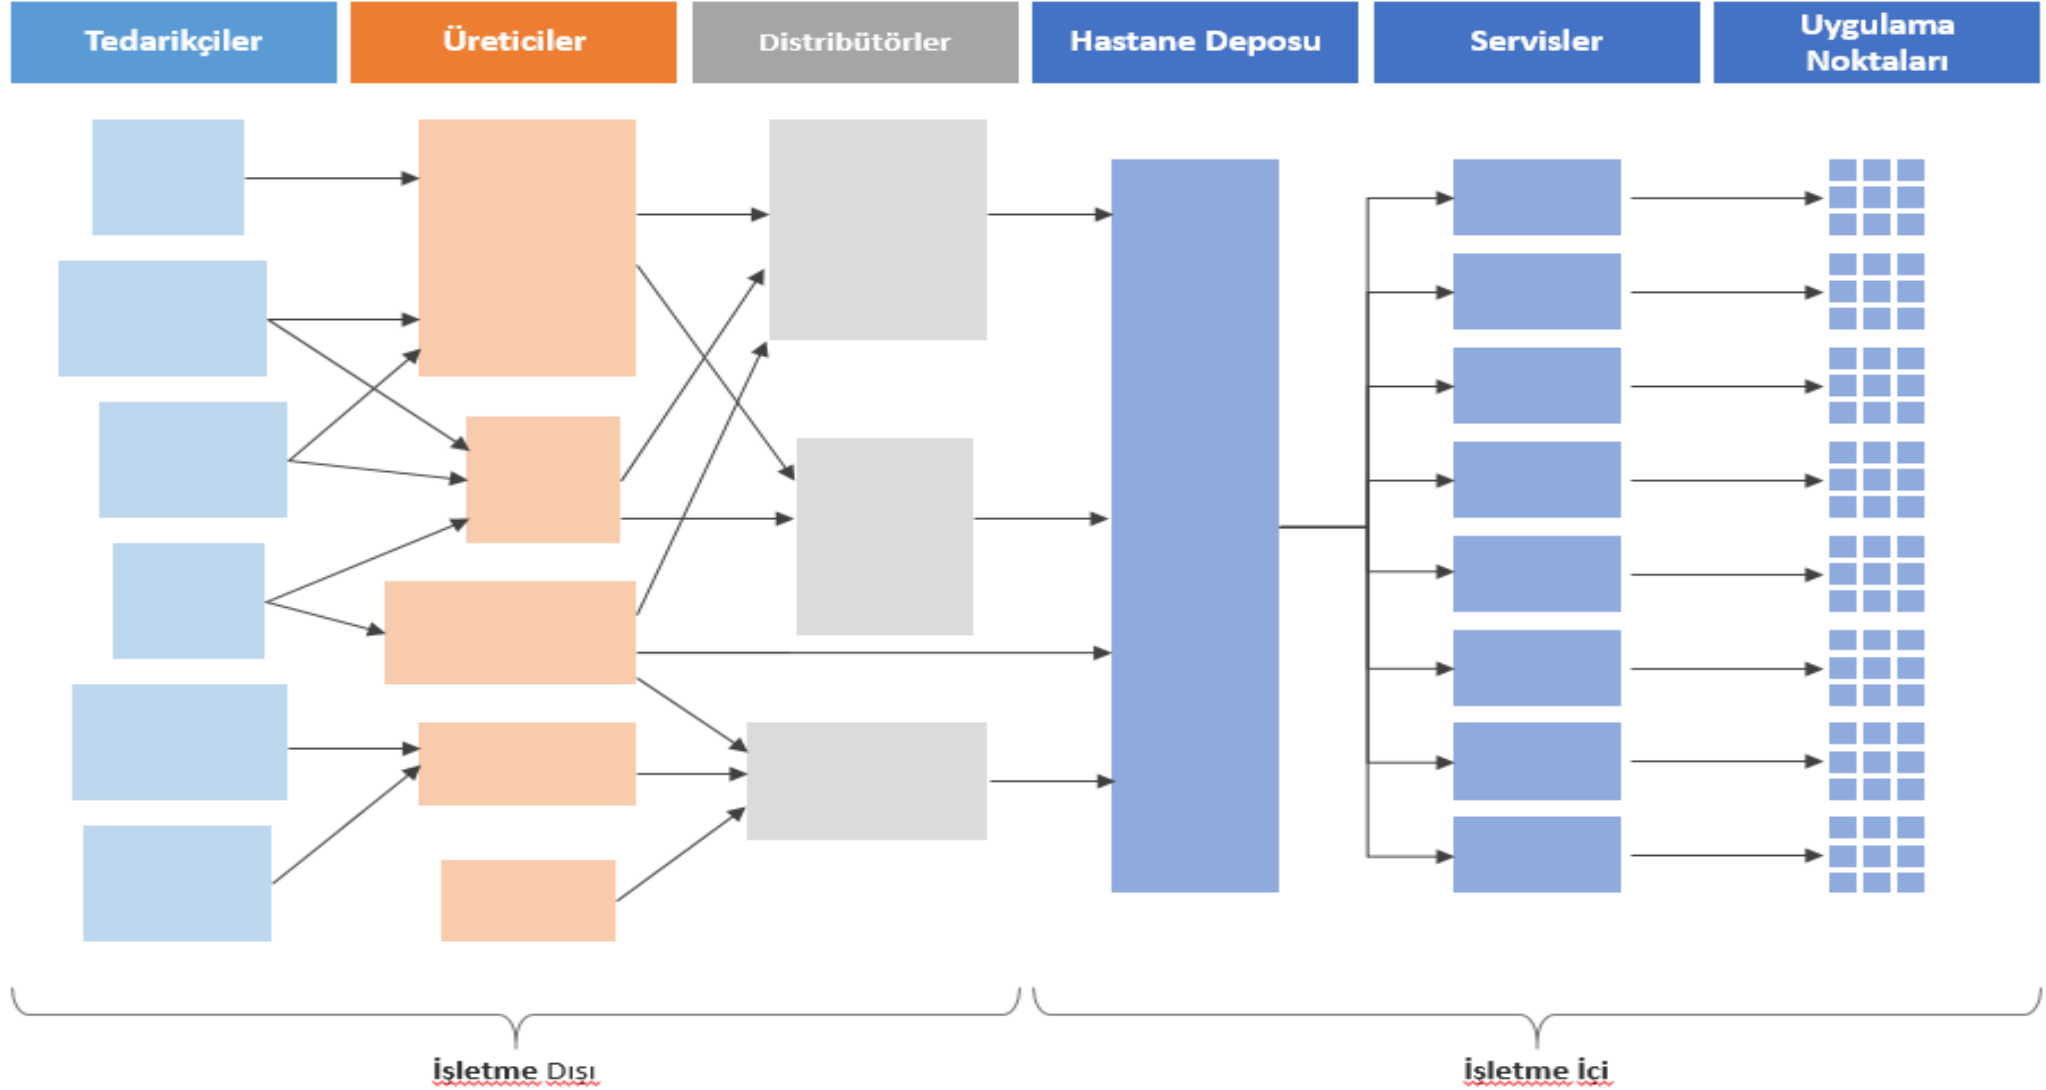 Tedarikçiler
Üreticiler
Distribütörler
Hastane Deposu
Servisler
Uygulama
Noktaları
İşletme Dışı
İşletme İçi